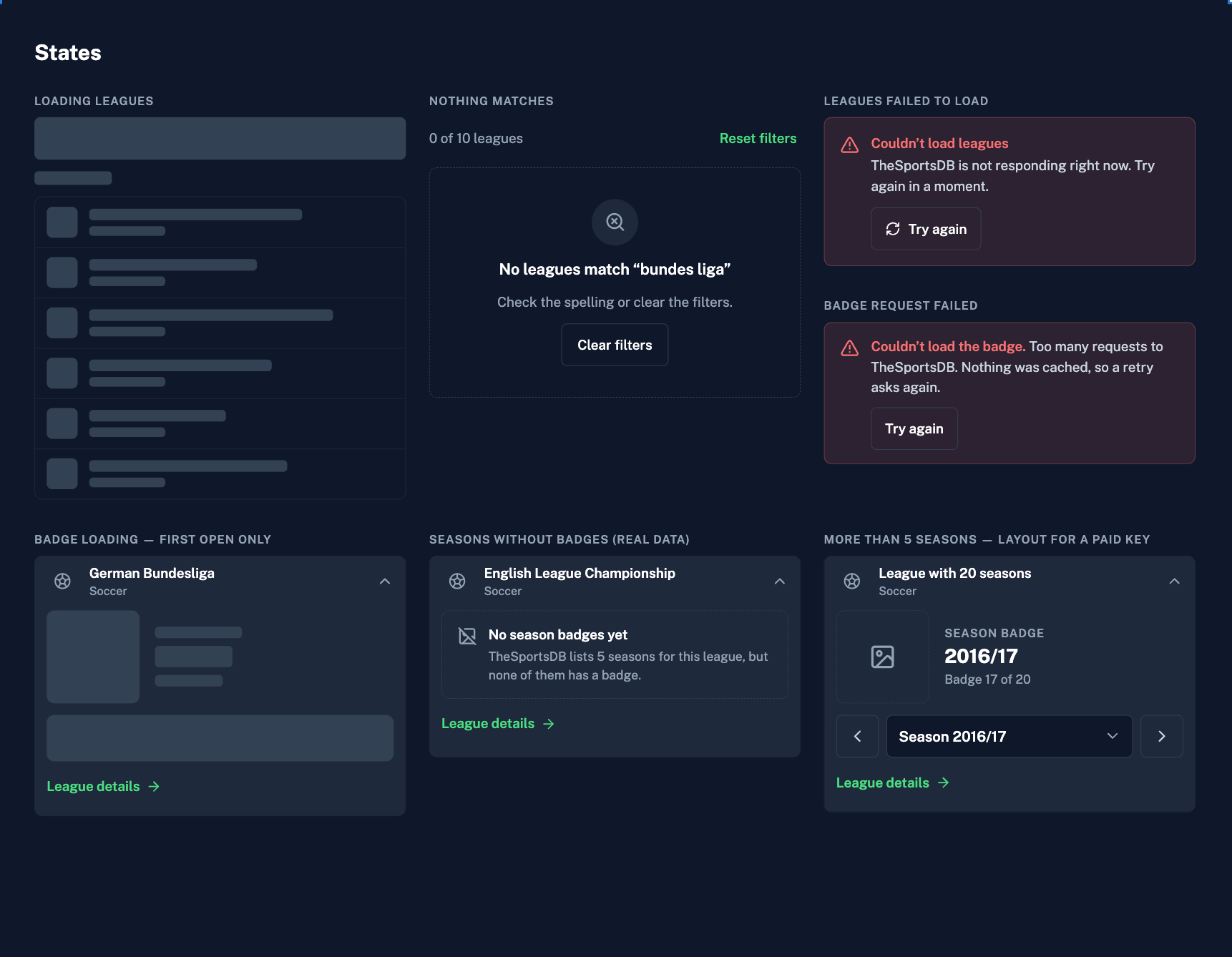 States
LOADING LEAGUES
NOTHING MATCHES
0 of 10 leagues
Reset filters
No leagues match “bundes liga”
Check the spelling or clear the filters.
Clear filters
LEAGUES FAILED TO LOAD
Couldn’t load leagues
TheSportsDB is not responding right now. Try
again in a moment.
Try again
BADGE REQUEST FAILED
Couldn’t load the badge. Too many requests to
TheSportsDB. Nothing was cached, so a retry
asks again.
Try again
BADGE LOADING — FIRST OPEN ONLY
German Bundesliga
Soccer
League details
SEASONS WITHOUT BADGES (REAL DATA)
English League Championship
Soccer
No season badges yet
TheSportsDB lists 5 seasons for this league, but
none of them has a badge.
League details
MORE THAN 5 SEASONS — LAYOUT FOR A PAID KEY
League with 20 seasons
Soccer
SEASON BADGE
2016/17
Badge 17 of 20
Season 2016/17
League details